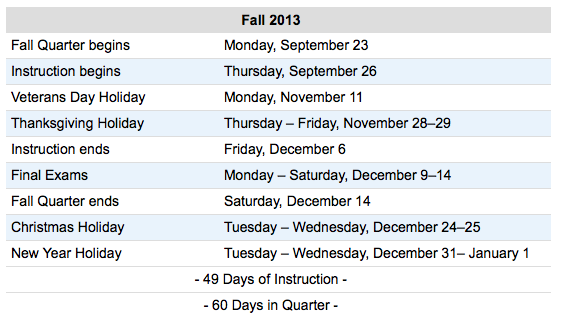 Fall 2013
Fall Quarter begins Monday, September 23
Instruction begins Thursday, September 26
Veterans Day Holiday Monday, November 11
Thanksgiving Holiday Thursday – Friday, November 28–29
Instruction ends Friday, December 6
Final Exams Monday – Saturday, December 9–14
Fall Quarter ends Saturday, December 14
Christmas Holiday Tuesday – Wednesday, December 24–25
New Year Holiday Tuesday – Wednesday, December 31– January 1
- 49 Days of Instruction -
- 60 Days in Quarter -